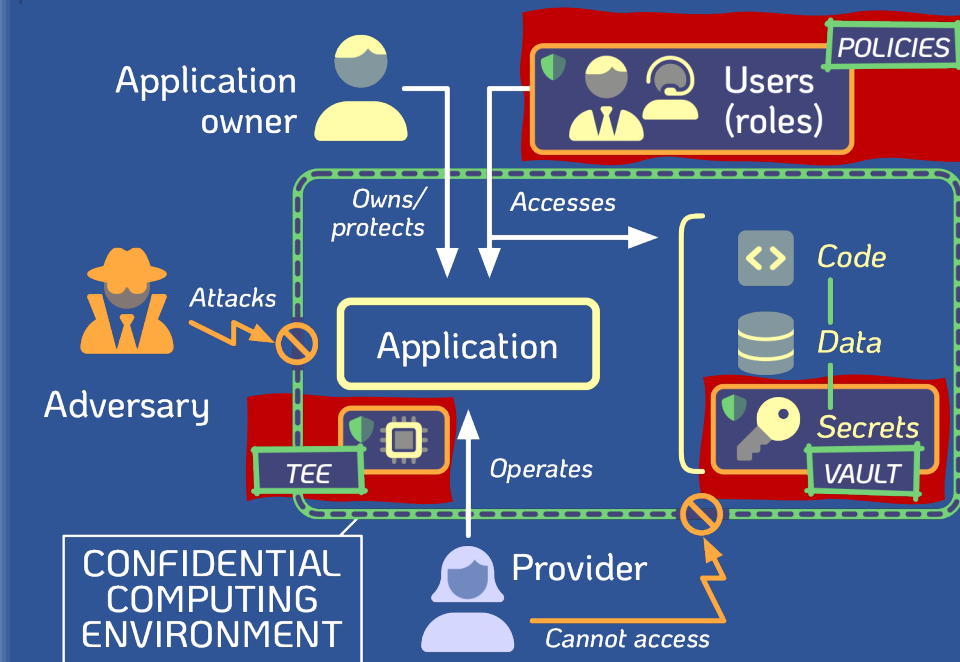 POLICIES
Application
owner
Users
(roles)
Owns/
protects
Accesses
Attacks
Code
Application
Data
Adversary
Secrets
TEE
Operates
VAULT
CONFIDENTIAL
COMPUTING
ENVIRONMENT
Provider
Cannot access